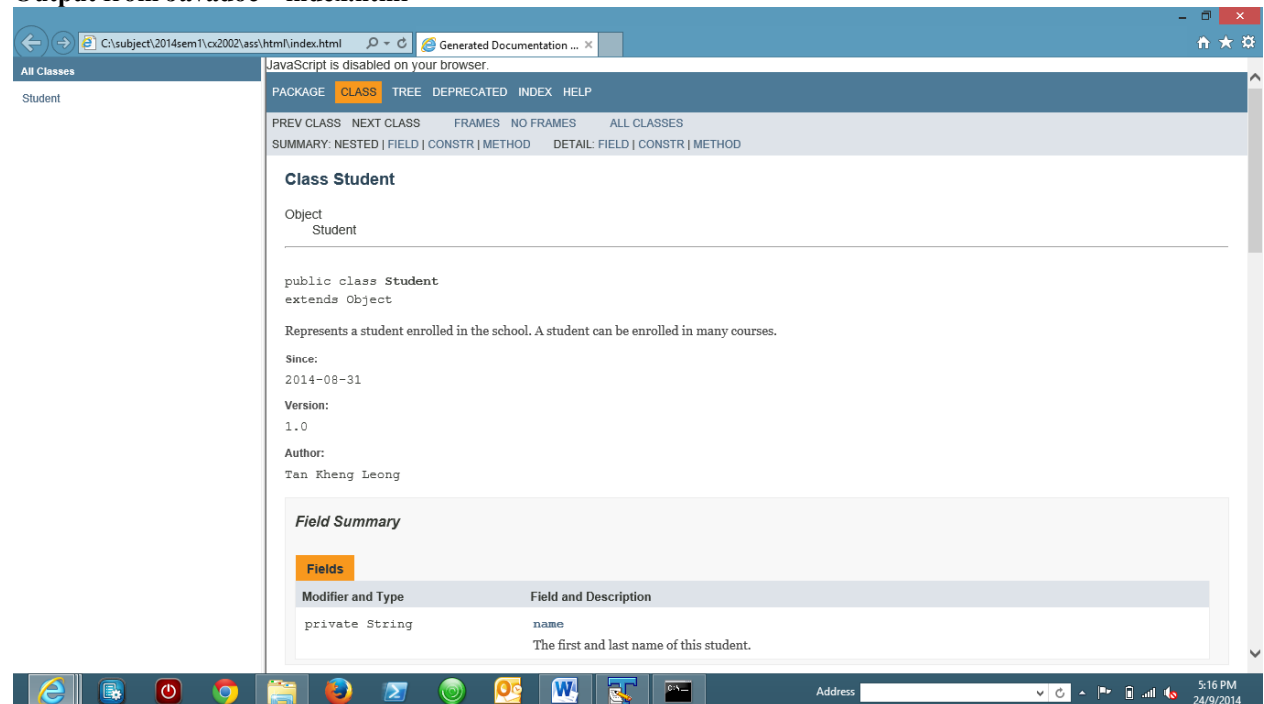 Output from Javadoc – index.html
C:\subject\2014sem1\cx2002\ass\html\index.html
Generated Documentation ...
All Classes
Student
JavaScript is disabled on your browser.
PACKAGE CLASS TREE DEPRECATED INDEX HELP
PREV CLASS NEXT CLASS FRAMES NO FRAMES ALL CLASSES
SUMMARY: NESTED | FIELD | CONSTR | METHOD DETAIL: FIELD | CONSTR | METHOD
Class Student
Object
Student
public class Student
extends Object
Represents a student enrolled in the school. A student can be enrolled in many courses.
Since:
2014-08-31
Version:
1.0
Author:
Tan Kheng Leong
Field Summary
Fields
Modifier and Type Field and Description
private String name
The first and last name of this student.
Address
5:16 PM
24/9/2014